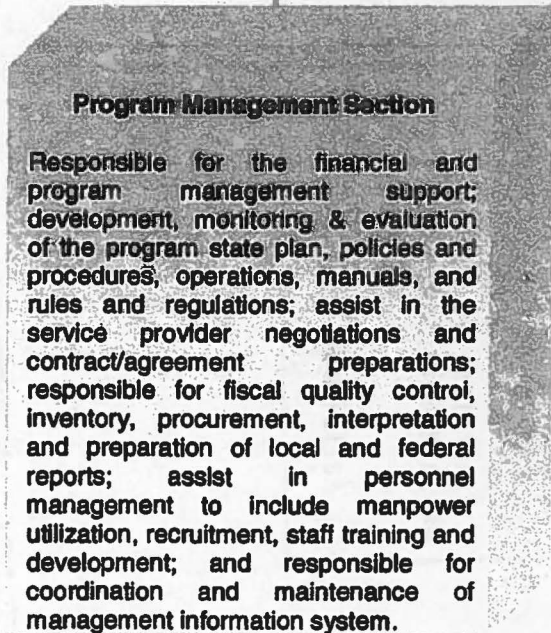 Program Management Section
Responsible for the financial and
program management support;
development, monitoring & evaluation
of the program state plan, policies and
procedures, operations, manuals, and
rules and regulations; assist in the
service provider negotiations and
contract/agreement preparations;
responsible for fiscal quality control,
inventory, procurement, interpretation
and preparation of local and federal
reports; assist in personnel
management to include manpower
utilization, recruitment, staff training and
development; and responsible for
coordination and maintenance of
management information system.